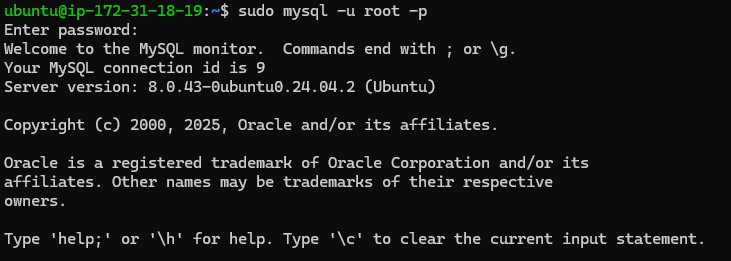 ubuntu@ip-172-31-18-19:~$ sudo mysql -u root -p
Enter password:
Welcome to the MySQL monitor.  Commands end with ; or \g.
Your MySQL connection id is 9
Server version: 8.0.43-0ubuntu0.24.04.2 (Ubuntu)

Copyright (c) 2000, 2025, Oracle and/or its affiliates.

Oracle is a registered trademark of Oracle Corporation and/or its
affiliates. Other names may be trademarks of their respective
owners.

Type 'help;' or '\h' for help. Type '\c' to clear the current input statement.